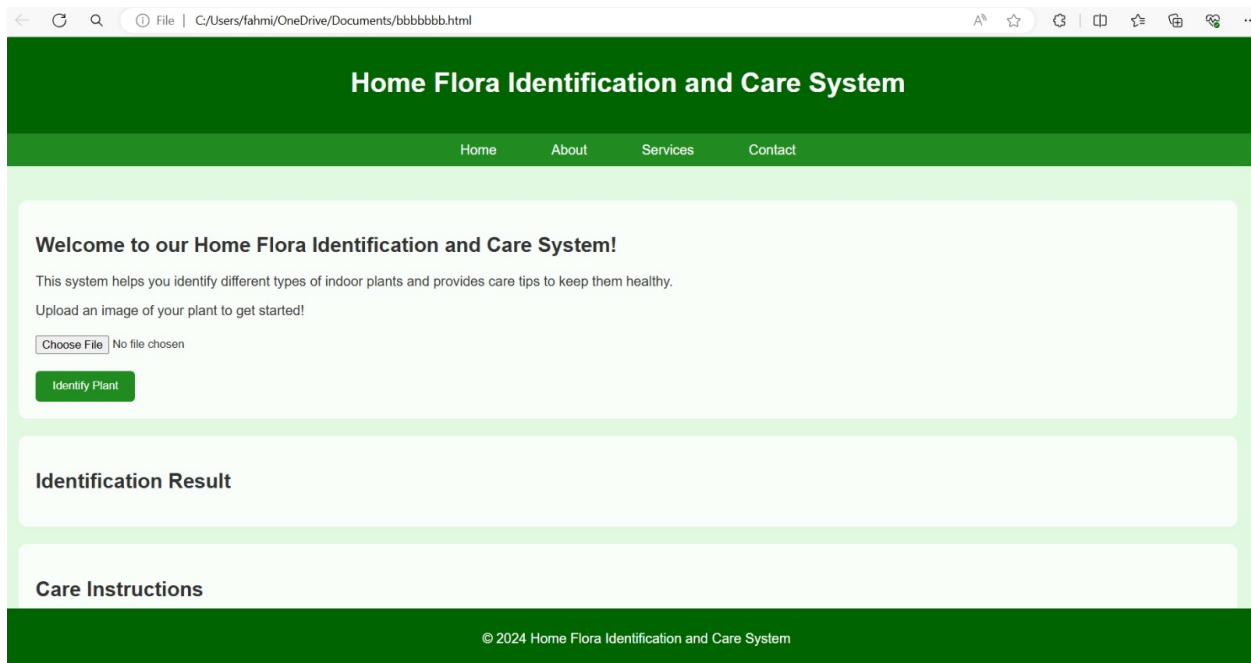 File C:/Users/fahmi/OneDrive/Documents/bbbbbbb.html
Home Flora Identification and Care System
Home About Services Contact
Welcome to our Home Flora Identification and Care System!
This system helps you identify different types of indoor plants and provides care tips to keep them healthy.
Upload an image of your plant to get started!
Choose File No file chosen
Identify Plant
Identification Result
Care Instructions
© 2024 Home Flora Identification and Care System